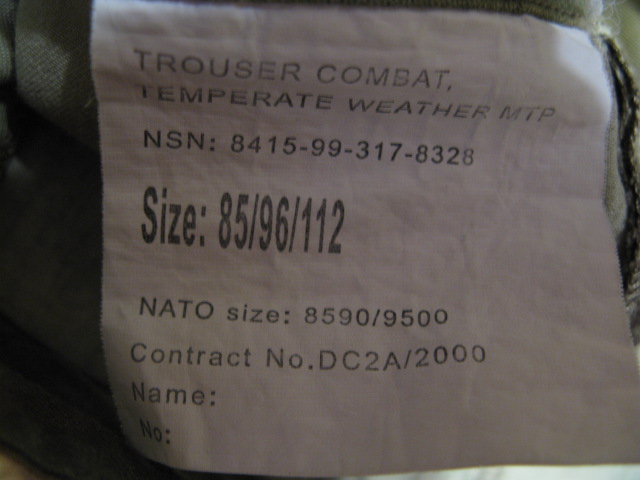 TROUSER COMBAT,
TEMPERATE WEATHER MTP
NSN: 8415-99-317-8328
Size: 85/96/112
NATO size: 8590/9500
Contract No.DC2A/2000
Name:
No: